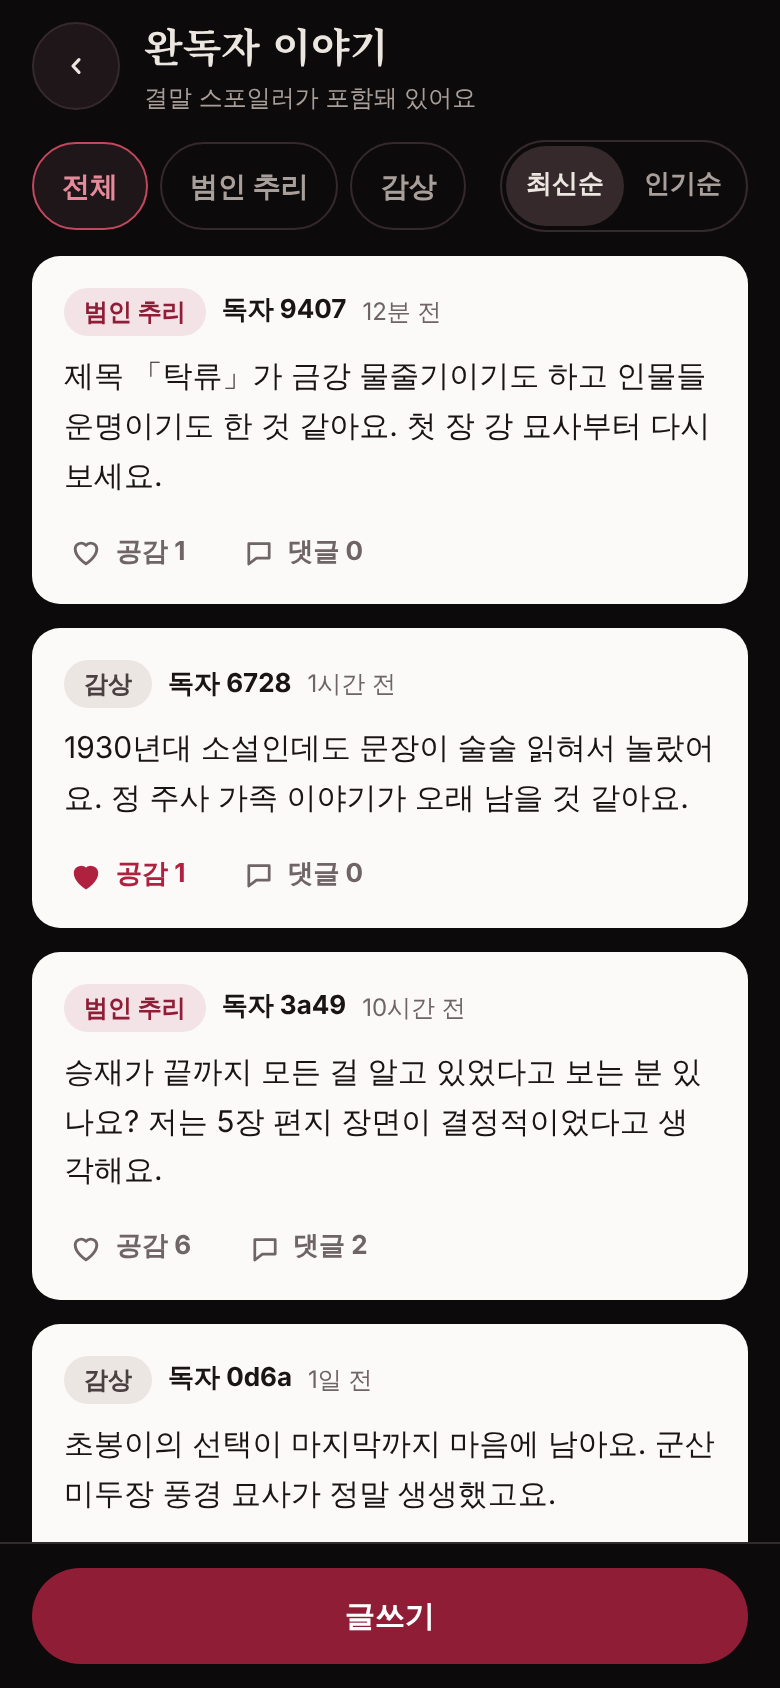 완독자 이야기
결말 스포일러가 포함돼 있어요
전체 범인 추리 감상 최신순 인기순
범인 추리 독자 9407 12분 전
제목 「탁류」가 금강 물줄기이기도 하고 인물들
운명이기도 한 것 같아요. 첫 장 강 묘사부터 다시
보세요.
공감 1 댓글 0
감상 독자 6728 1시간 전
1930년대 소설인데도 문장이 술술 읽혀서 놀랐어
요. 정 주사 가족 이야기가 오래 남을 것 같아요.
공감 1 댓글 0
범인 추리 독자 3a49 10시간 전
승재가 끝까지 모든 걸 알고 있었다고 보는 분 있
나요? 저는 5장 편지 장면이 결정적이었다고 생
각해요.
공감 6 댓글 2
감상 독자 0d6a 1일 전
초봉이의 선택이 마지막까지 마음에 남아요. 군산
미두장 풍경 묘사가 정말 생생했고요.
글쓰기